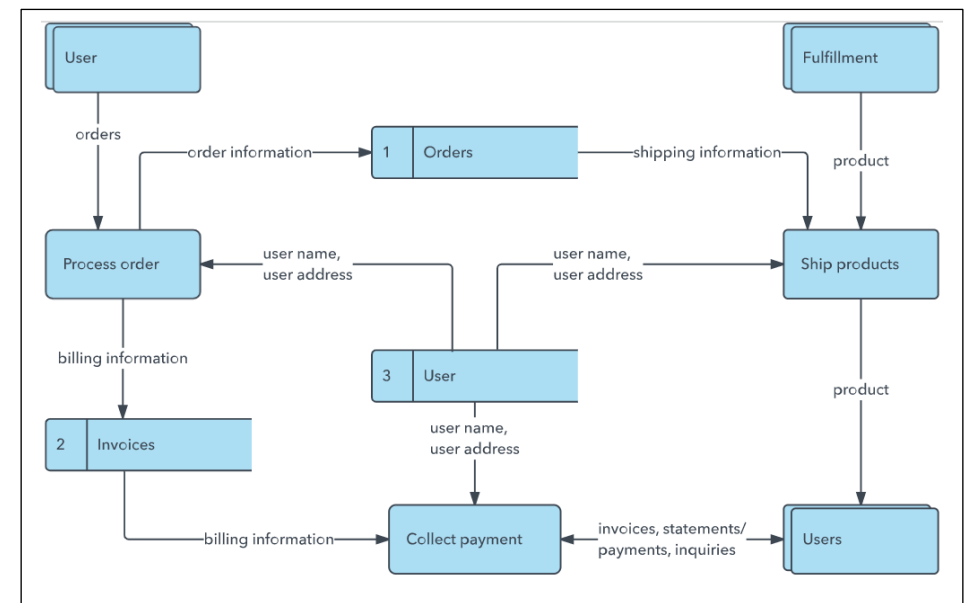 User
Fulfillment
orders
order information
1
Orders
shipping information
product
Process order
user name,
user address
user name,
user address
Ship products
billing information
3
User
product
2
Invoices
user name,
user address
billing information
Collect payment
invoices, statements/
payments, inquiries
Users